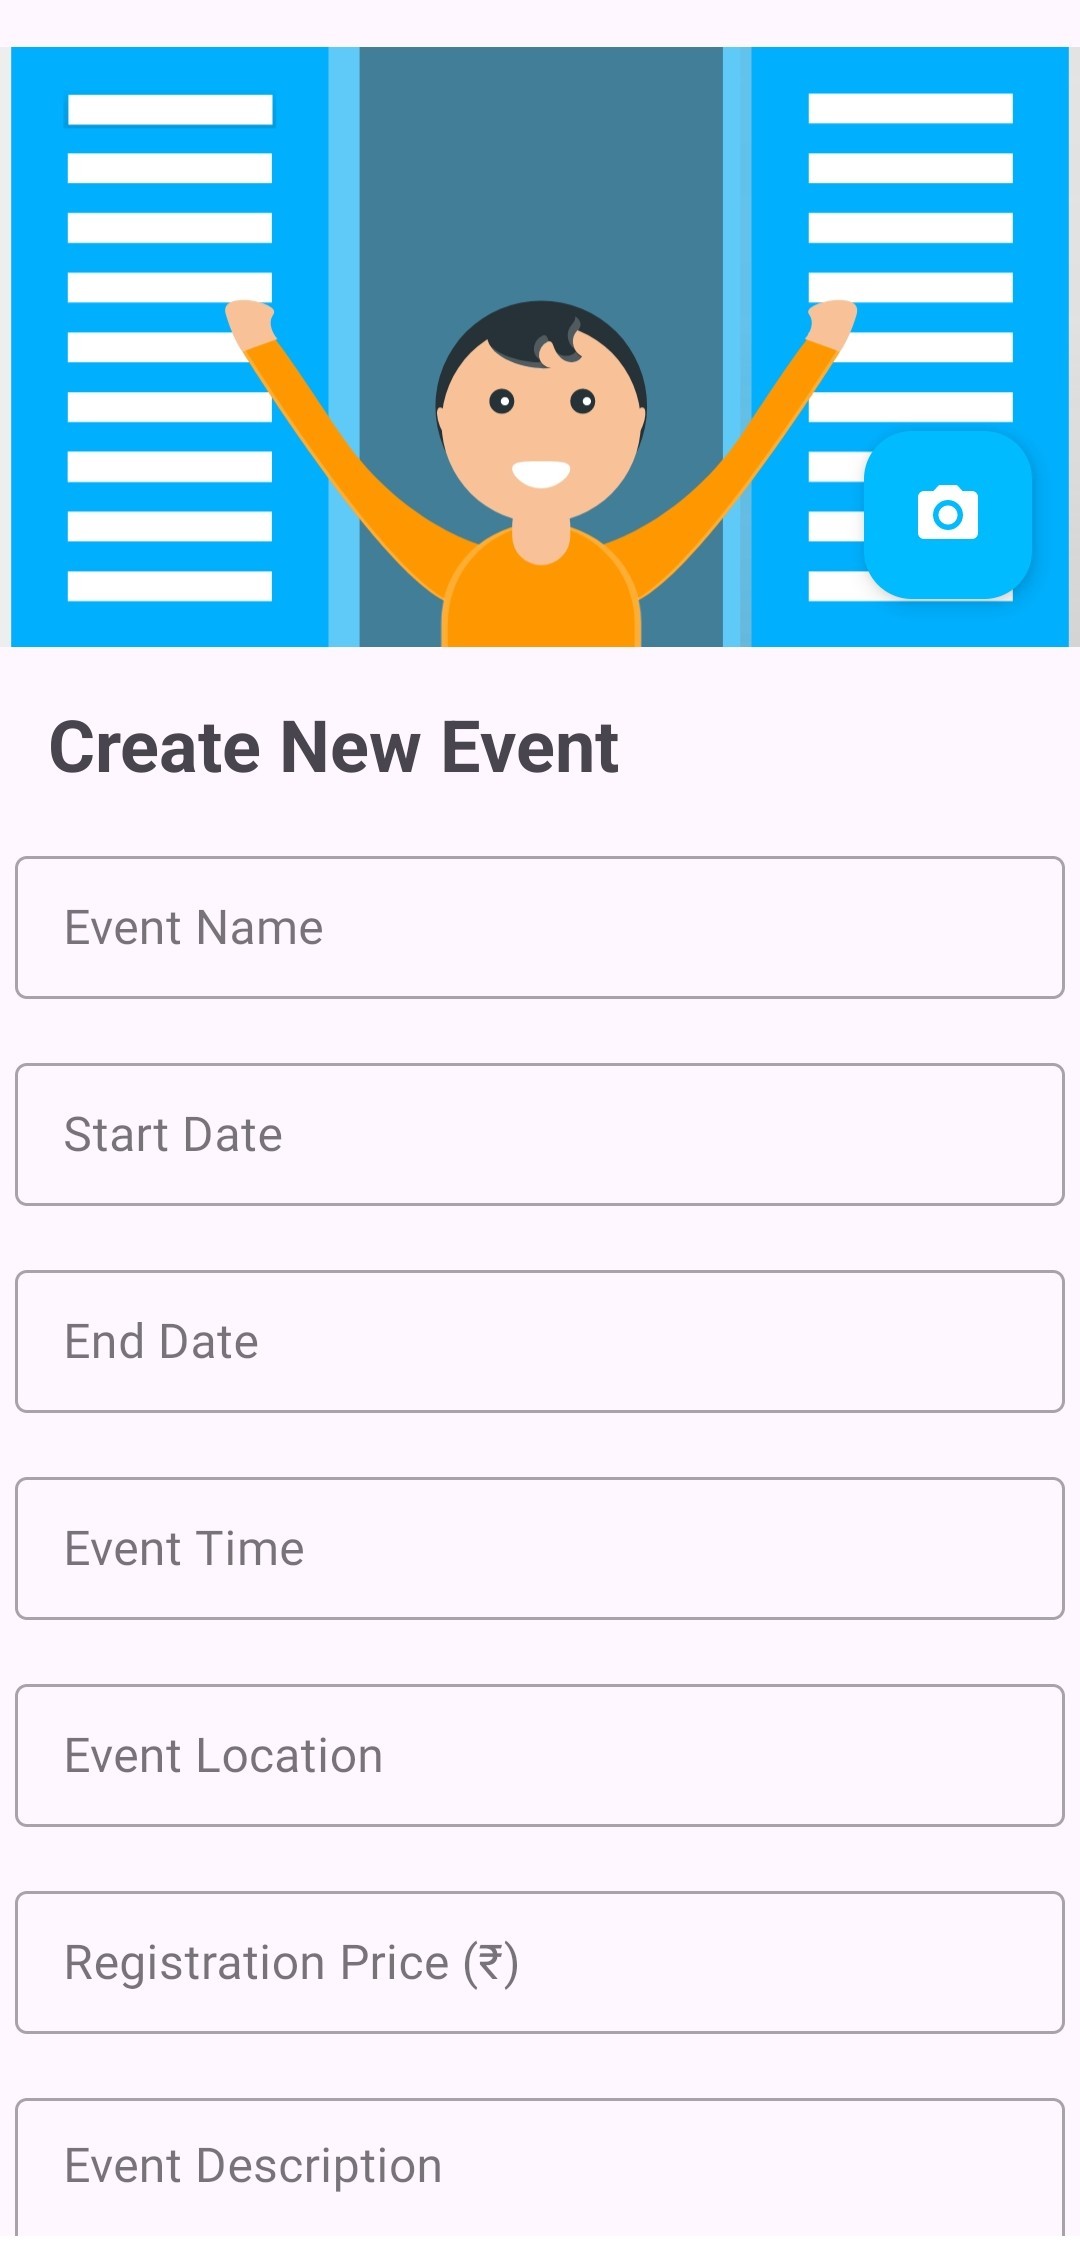 Create New Event
Event Name
Start Date
End Date
Event Time
Event Location
Registration Price (₹)
Event Description